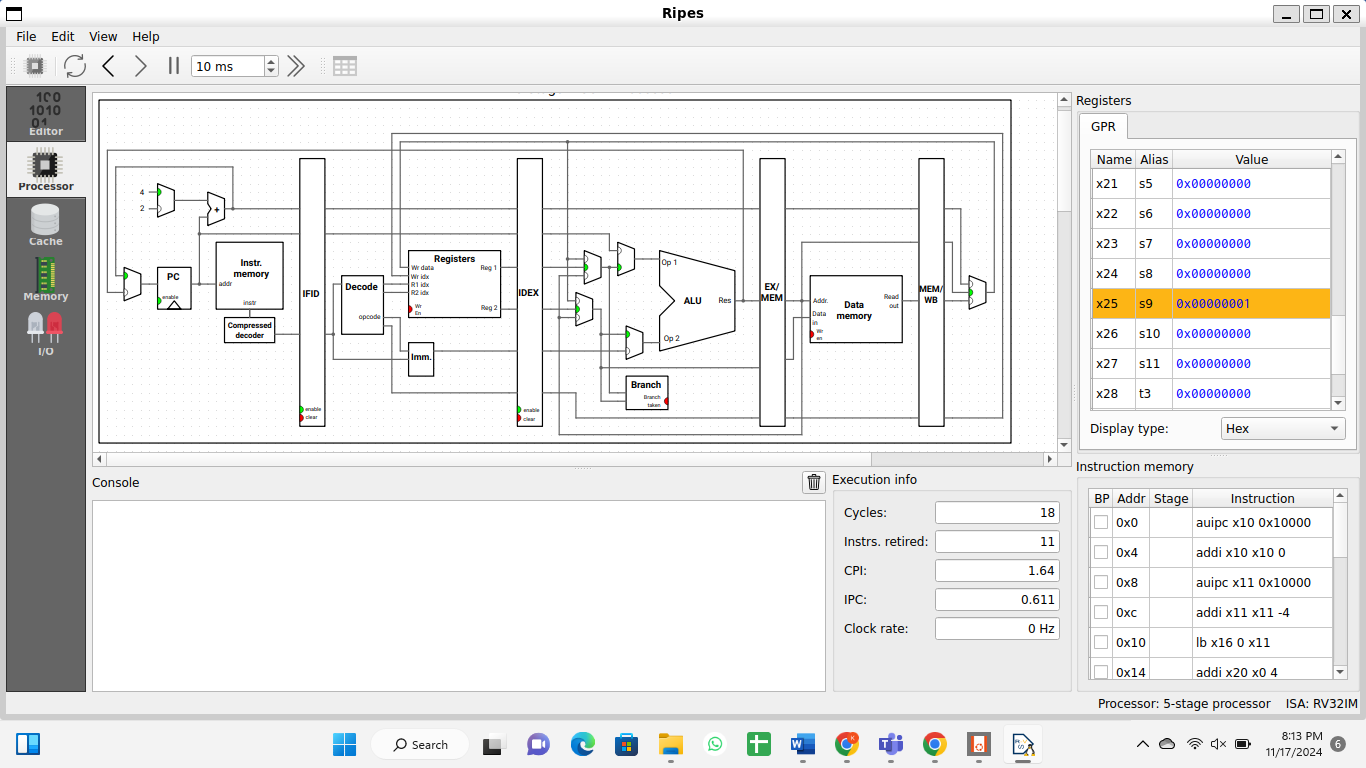 Ripes
File Edit View Help
10 ms
Editor
Processor
Cache
Memory
I/O
4
2
+
PC
enable
Instr.
memory
addr
instr
Compressed
decoder
IFID
enable
clear
Decode
opcode
Registers
Wr data
Wr idx
R1 idx
R2 idx
Wr
En
Reg 1
Reg 2
Imm.
IDEX
enable
clear
Op 1
ALU
Res
Op 2
Branch
Branch
taken
EX/
MEM
Addr.
Data
in
Wr
en
Data
memory
Read
out
MEM/
WB
Registers
GPR
Name Alias Value
x21 s5 0x00000000
x22 s6 0x00000000
x23 s7 0x00000000
x24 s8 0x00000000
x25 s9 0x00000001
x26 s10 0x00000000
x27 s11 0x00000000
x28 t3 0x00000000
Display type: Hex
Console
Execution info
Cycles: 18
Instrs. retired: 11
CPI: 1.64
IPC: 0.611
Clock rate: 0 Hz
Instruction memory
BP Addr Stage Instruction
0x0 auipc x10 0x10000
0x4 addi x10 x10 0
0x8 auipc x11 0x10000
0xc addi x11 x11 -4
0x10 lb x16 0 x11
0x14 addi x20 x0 4
Processor: 5-stage processor ISA: RV32IM
Search
8:13 PM
11/17/2024
6